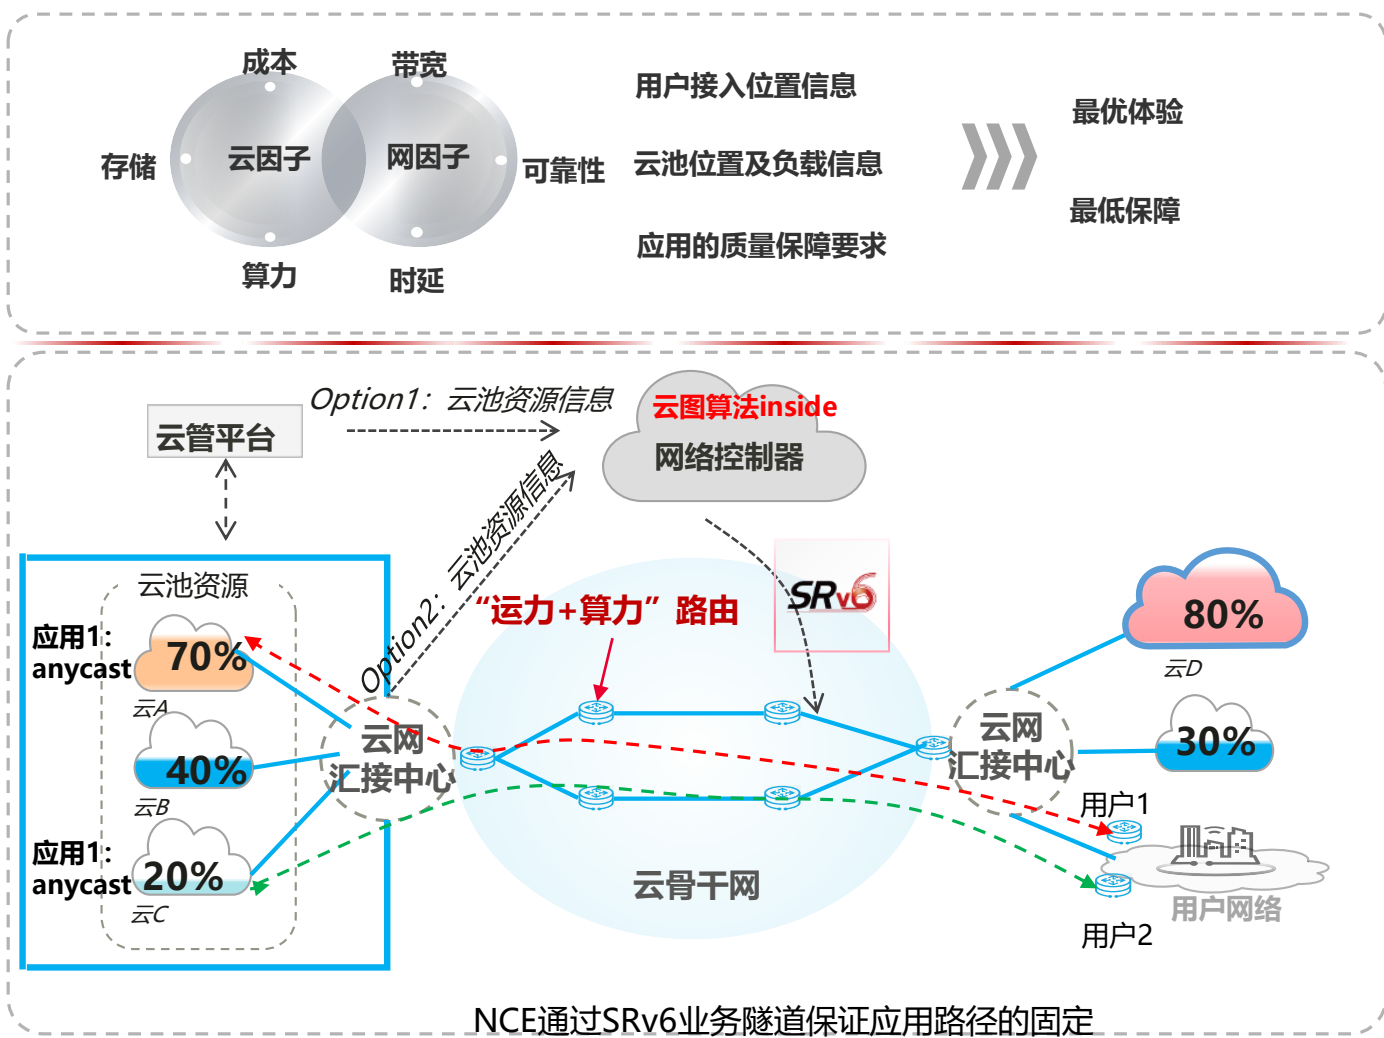 成本
带宽
存储
云因子
网因子
可靠性
算力
时延
用户接入位置信息
云池位置及负载信息
应用的质量保障要求
最优体验
最低保障
云管平台
Option1：云池资源信息
云图算法inside
网络控制器
Option2：云池资源信息
SRv6
“运力+算力”路由
云池资源
应用1：
anycast
70%
云A
40%
云B
应用1：
anycast
20%
云C
云网
汇接中心
云骨干网
云网
汇接中心
80%
云D
30%
用户1
用户网络
用户2
NCE通过SRv6业务隧道保证应用路径的固定